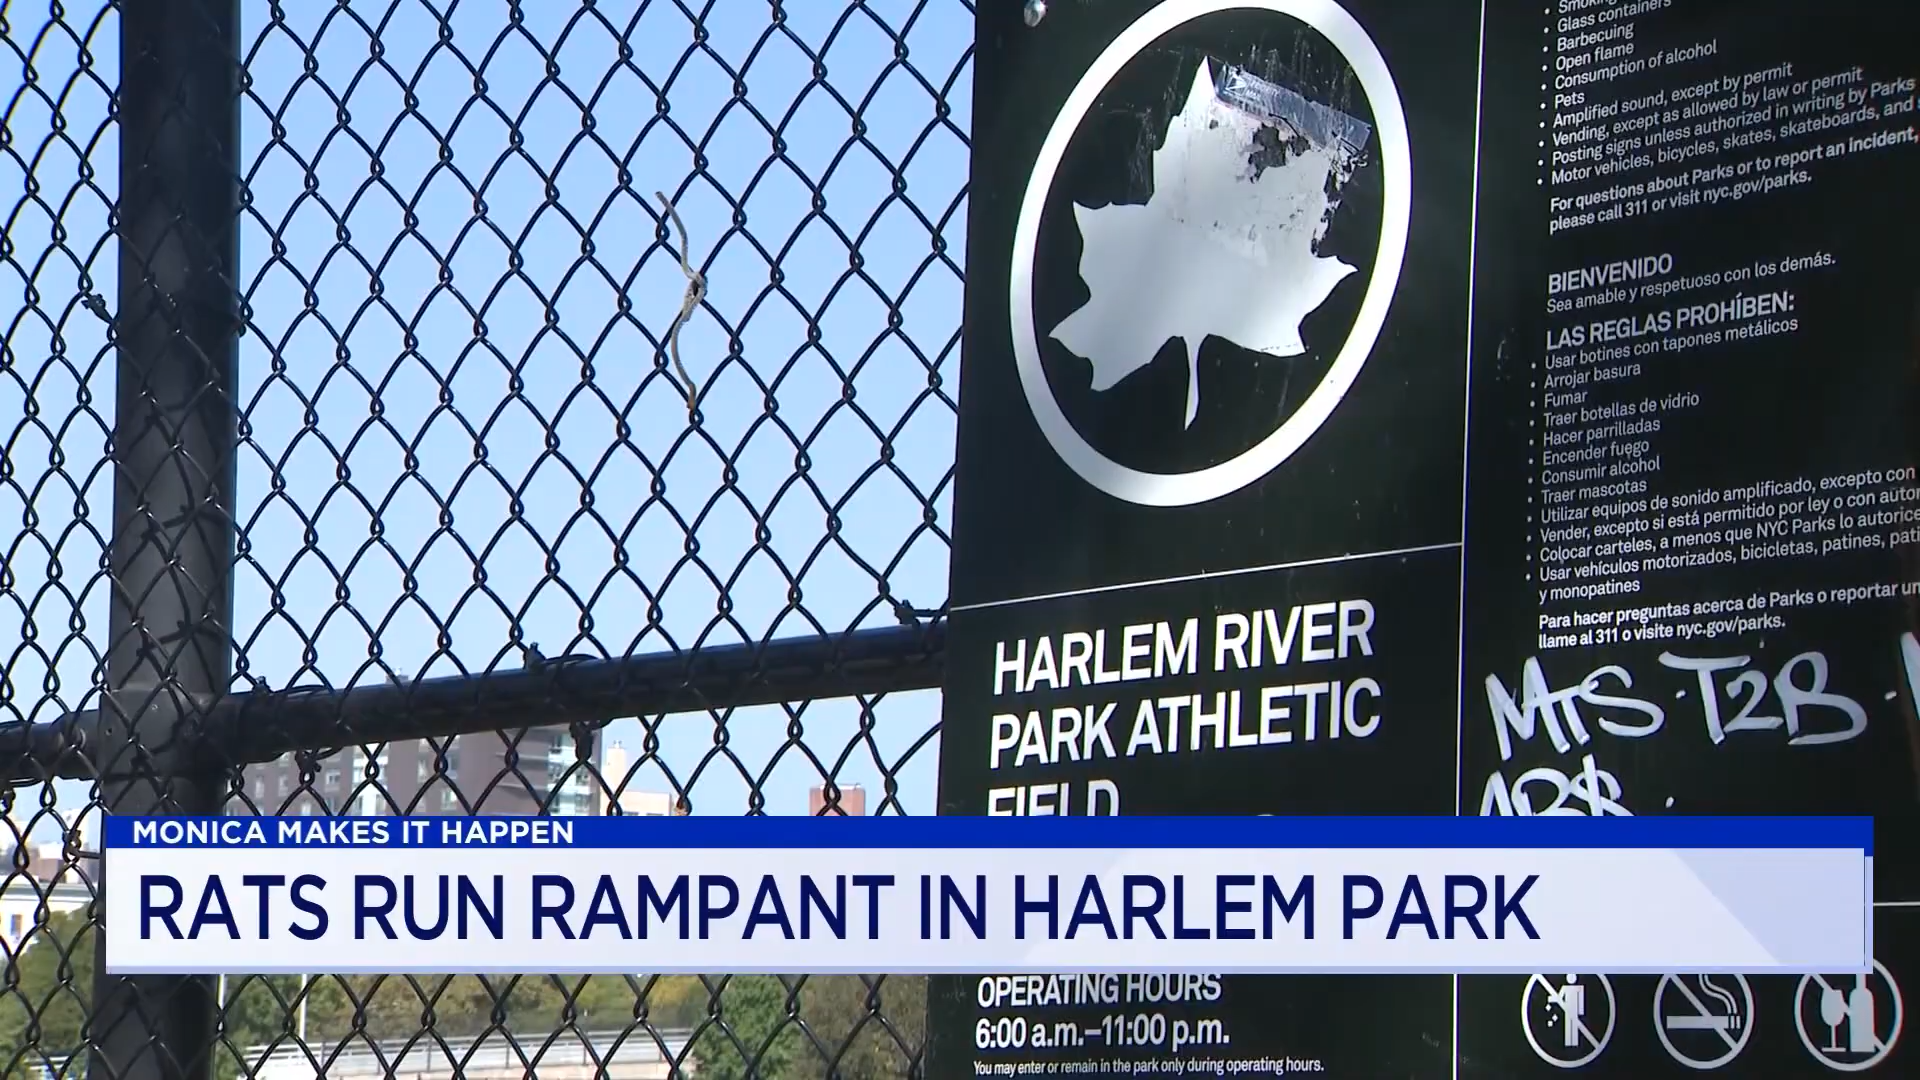 Glass containers
Barbecuing
Open flame
Consumption of alcohol
Pets
Amplified sound, except by permit
Vending, except as allowed by law or permit
Posting signs unless authorized in writing by Parks
Motor vehicles, bicycles, skates, skateboards, and
For questions about Parks or to report an incident,
please call 311 or visit nyc.gov/parks.
BIENVENIDO
Sea amable y respetuoso con los demás.
LAS REGLAS PROHÍBEN:
Usar botines con tapones metálicos
Arrojar basura
Fumar
Traer botellas de vidrio
Hacer parrilladas
Encender fuego
Consumir alcohol
Traer mascotas
Utilizar equipos de sonido amplificado, excepto con
Vender, excepto si está permitido por ley o con
Colocar carteles, a menos que NYC Parks lo autorice
Usar vehículos motorizados, bicicletas, patines,
y monopatines
Para hacer preguntas acerca de Parks o reportar un
llame al 311 o visite nyc.gov/parks.
MTS · T2B ·
HARLEM RIVER
PARK ATHLETIC
FIELD
MONICA MAKES IT HAPPEN
RATS RUN RAMPANT IN HARLEM PARK
OPERATING HOURS
6:00 a.m.–11:00 p.m.
You may enter or remain in the park only during operating hours.